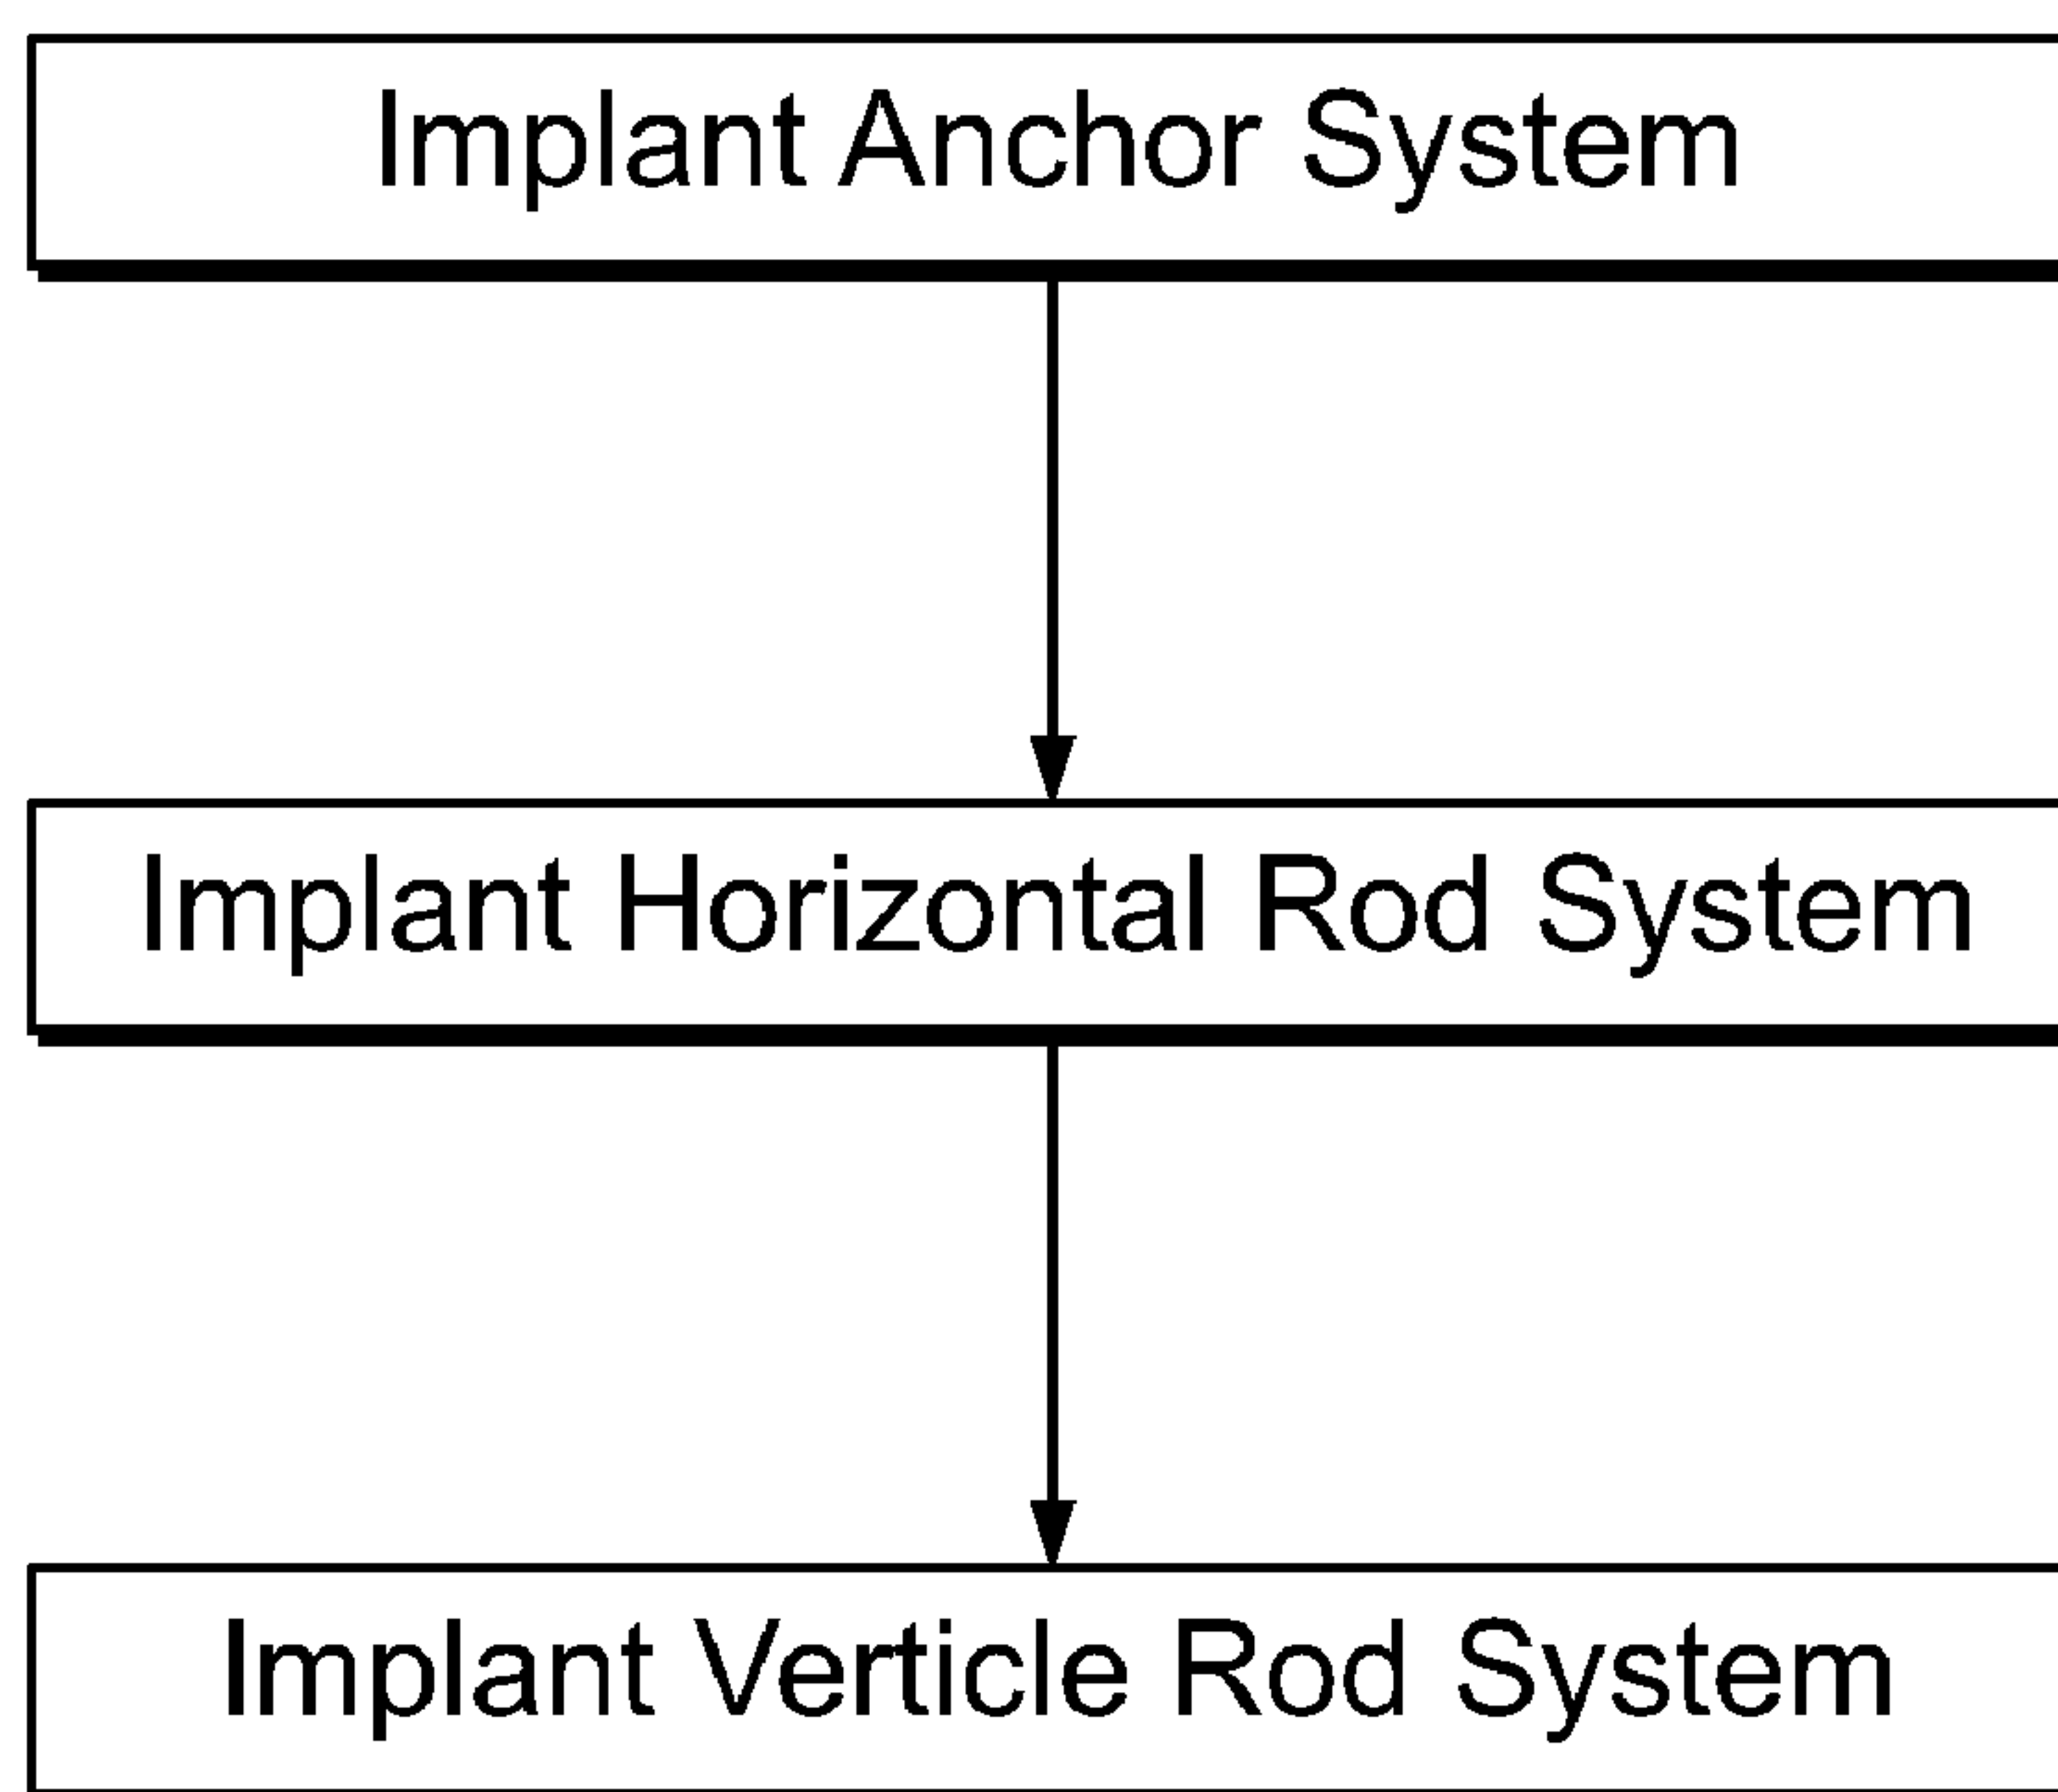 Implant Anchor System
Implant Horizontal Rod System
Implant Verticle Rod System